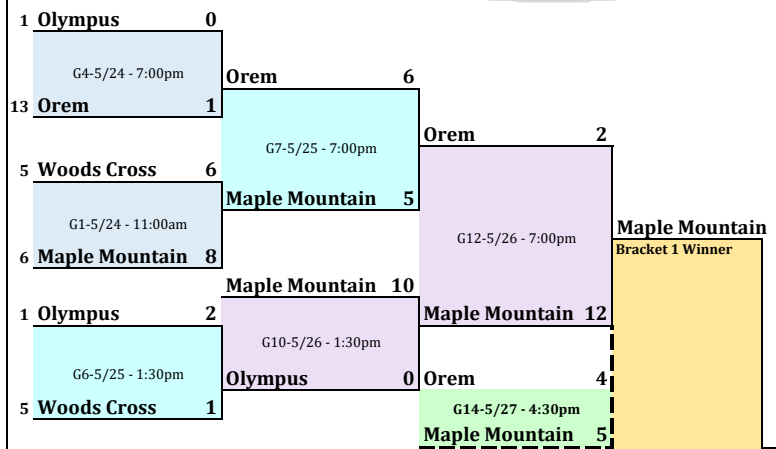 1 Olympus 0
G4-5/24 - 7:00pm
13 Orem 1
Orem 6
G7-5/25 - 7:00pm
Maple Mountain 5
5 Woods Cross 6
G1-5/24 - 11:00am
6 Maple Mountain 8
Orem 2
G12-5/26 - 7:00pm
Maple Mountain 12
Maple Mountain
Bracket 1 Winner
Maple Mountain 10
G10-5/26 - 1:30pm
Olympus 0
1 Olympus 2
G6-5/25 - 1:30pm
5 Woods Cross 1
Orem 4
G14-5/27 - 4:30pm
Maple Mountain 5